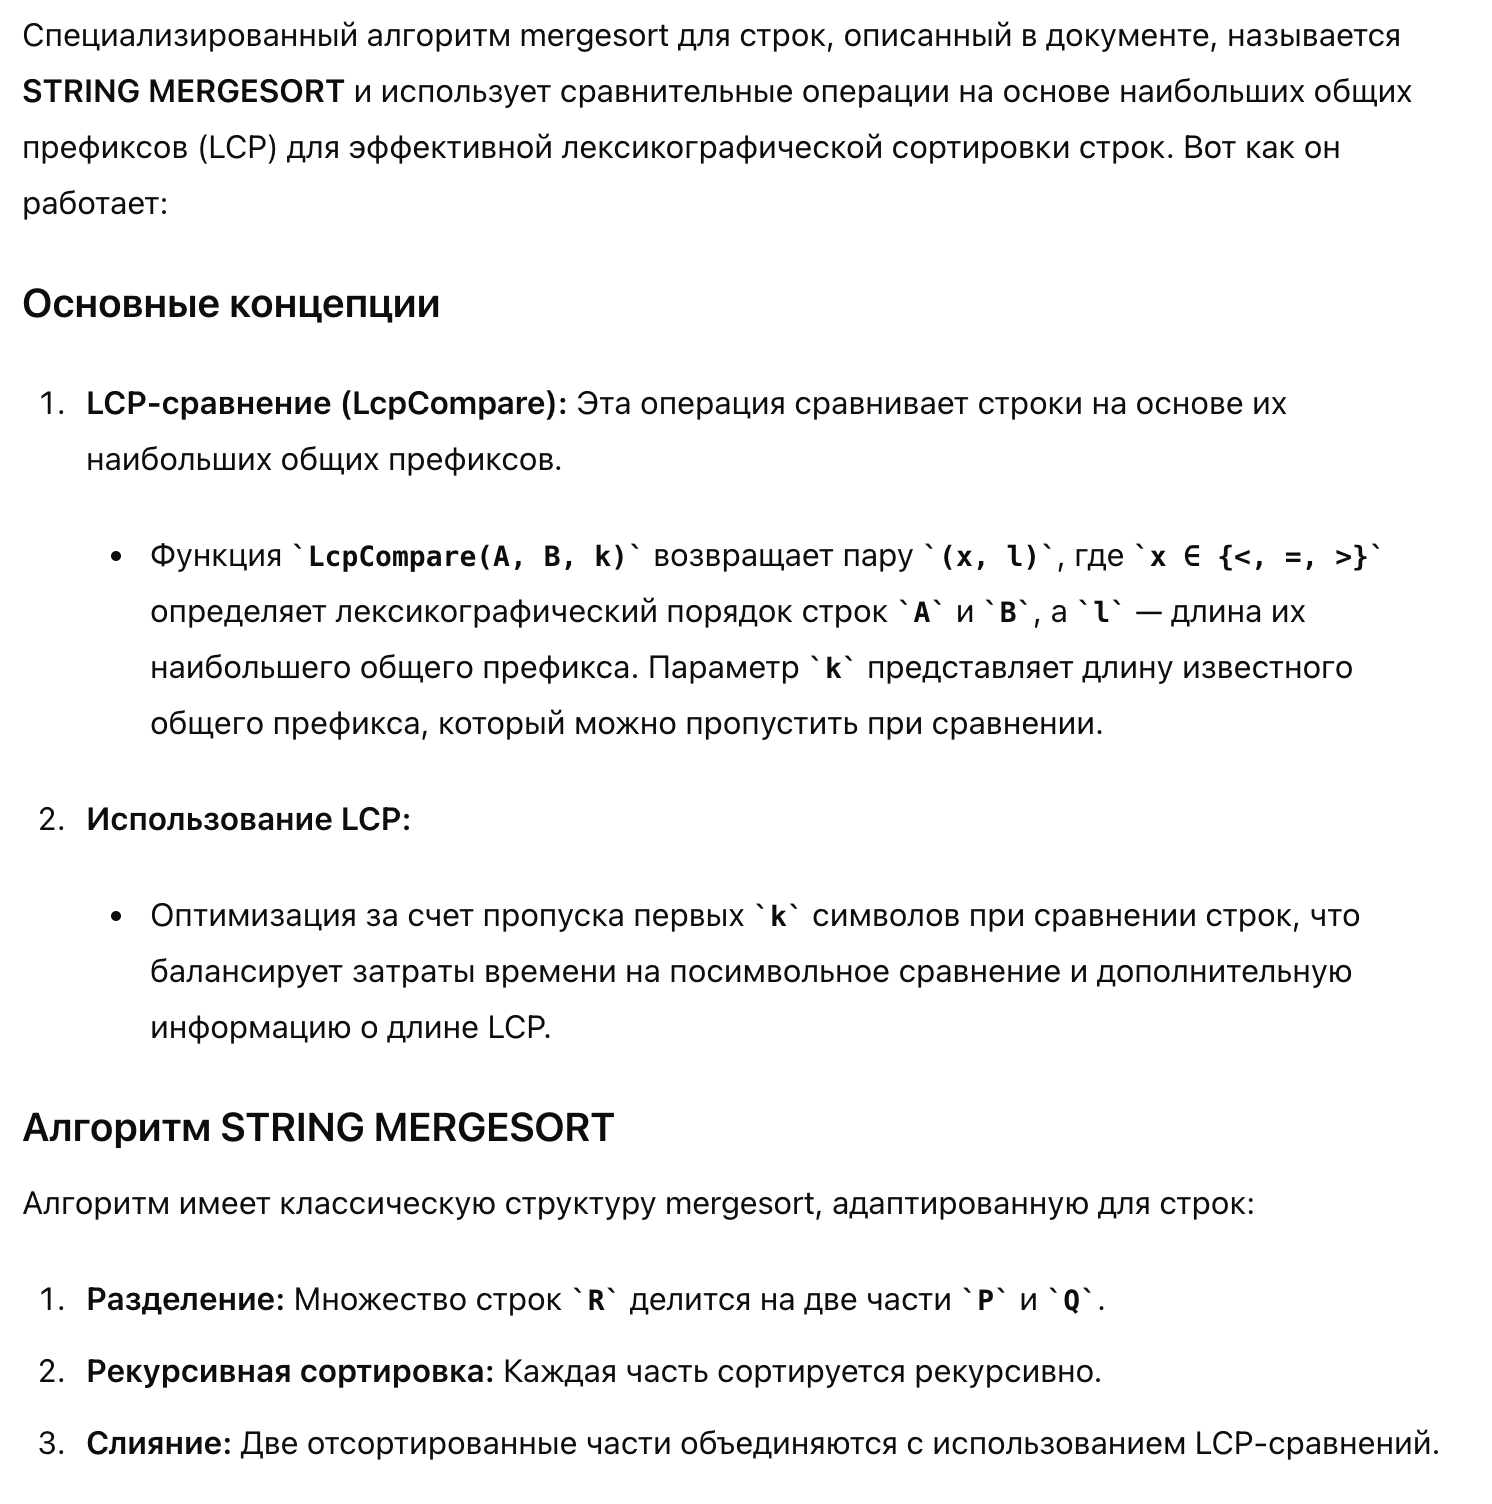 Специализированный алгоритм mergesort для строк, описанный в документе, называется
STRING MERGESORT и использует сравнительные операции на основе наибольших общих
префиксов (LCP) для эффективной лексикографической сортировки строк. Вот как он
работает:
Основные концепции
1. LCP-сравнение (LcpCompare): Эта операция сравнивает строки на основе их
наибольших общих префиксов.
• Функция `LcpCompare(A, B, k)` возвращает пару `(x, l)`, где `x ∈ {<, =, >}`
определяет лексикографический порядок строк `A` и `B`, а `l` — длина их
наибольшего общего префикса. Параметр `k` представляет длину известного
общего префикса, который можно пропустить при сравнении.
2. Использование LCP:
• Оптимизация за счет пропуска первых `k` символов при сравнении строк, что
балансирует затраты времени на посимвольное сравнение и дополнительную
информацию о длине LCP.
Алгоритм STRING MERGESORT
Алгоритм имеет классическую структуру mergesort, адаптированную для строк:
1. Разделение: Множество строк `R` делится на две части `P` и `Q`.
2. Рекурсивная сортировка: Каждая часть сортируется рекурсивно.
3. Слияние: Две отсортированные части объединяются с использованием LCP-сравнений.